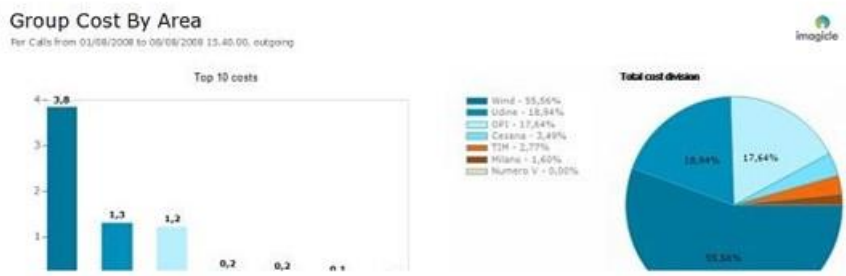 Group Cost By Area
Per Calls from 01/08/2008 to 08/08/2008 15.40.00, outgoing
imagicle
Top 10 costs
4
3,8
3
2
1
1,3
1,2
0,2
0,2
0,1
Wind - 55,56%
Udine - 18,94%
OPI - 17,64%
Cesena - 3,49%
TIM - 2,77%
Milano - 1,60%
Numero V - 0,00%
Total cost division
18,94%
17,64%
55,56%